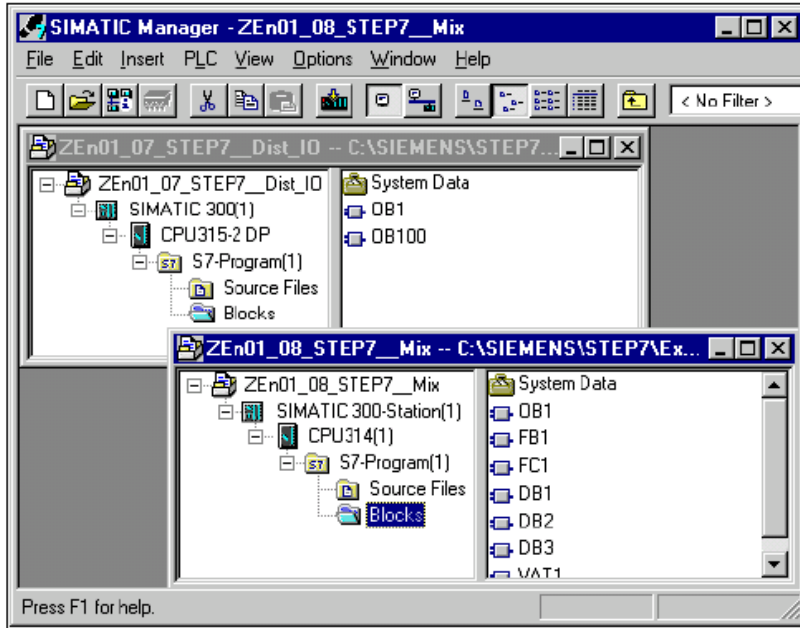 SIMATIC Manager - ZEn01_08_STEP7__Mix
File Edit Insert PLC View Options Window Help
< No Filter >
ZEn01_07_STEP7__Dist_IO -- C:\SIEMENS\STEP7...
ZEn01_07_STEP7__Dist_IO
SIMATIC 300(1)
CPU315-2 DP
S7-Program(1)
Source Files
Blocks
System Data
OB1
OB100
ZEn01_08_STEP7__Mix -- C:\SIEMENS\STEP7\Ex...
ZEn01_08_STEP7__Mix
SIMATIC 300-Station(1)
CPU314(1)
S7-Program(1)
Source Files
Blocks
System Data
OB1
FB1
FC1
DB1
DB2
DB3
VAT1
Press F1 for help.